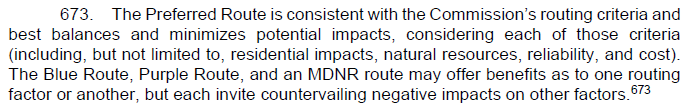 673. The Preferred Route is consistent with the Commission's routing criteria and
best balances and minimizes potential impacts, considering each of those criteria
(including, but not limited to, residential impacts, natural resources, reliability, and cost).
The Blue Route, Purple Route, and an MDNR route may offer benefits as to one routing
factor or another, but each invite countervailing negative impacts on other factors.673